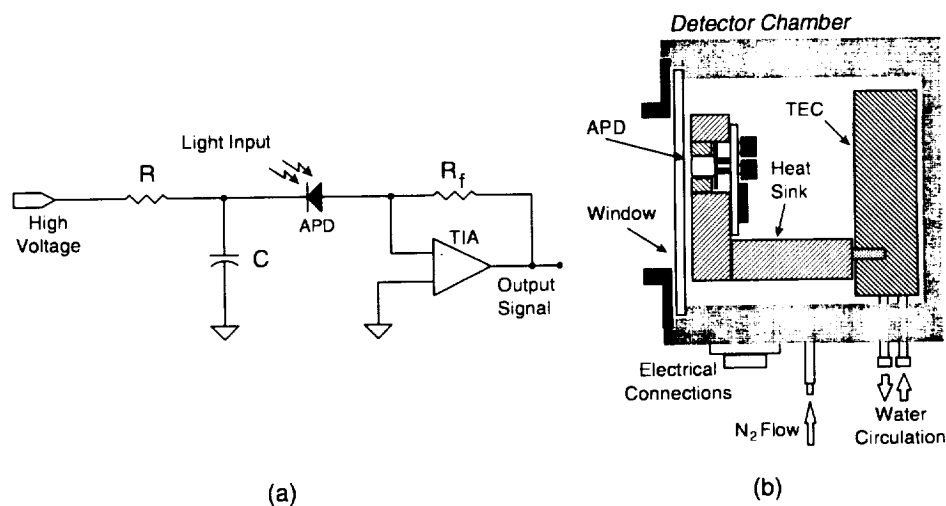 Light Input
R
High
Voltage
C
APD
R_f
TIA
Output
Signal
(a)
Detector Chamber
APD
TEC
Heat
Sink
Window
Electrical
Connections
N₂ Flow
Water
Circulation
(b)